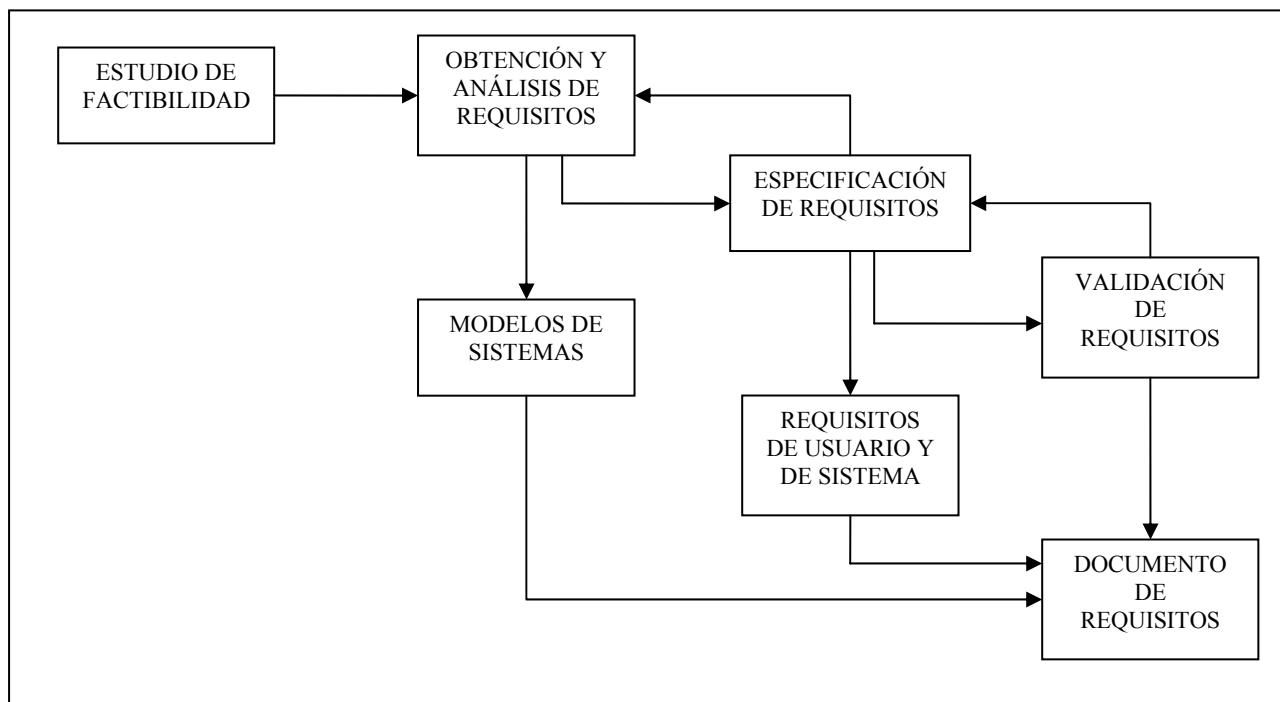 ESTUDIO DE
FACTIBILIDAD
OBTENCIÓN Y
ANÁLISIS DE
REQUISITOS
ESPECIFICACIÓN
DE REQUISITOS
VALIDACIÓN
DE
REQUISITOS
MODELOS DE
SISTEMAS
REQUISITOS
DE USUARIO Y
DE SISTEMA
DOCUMENTO
DE
REQUISITOS